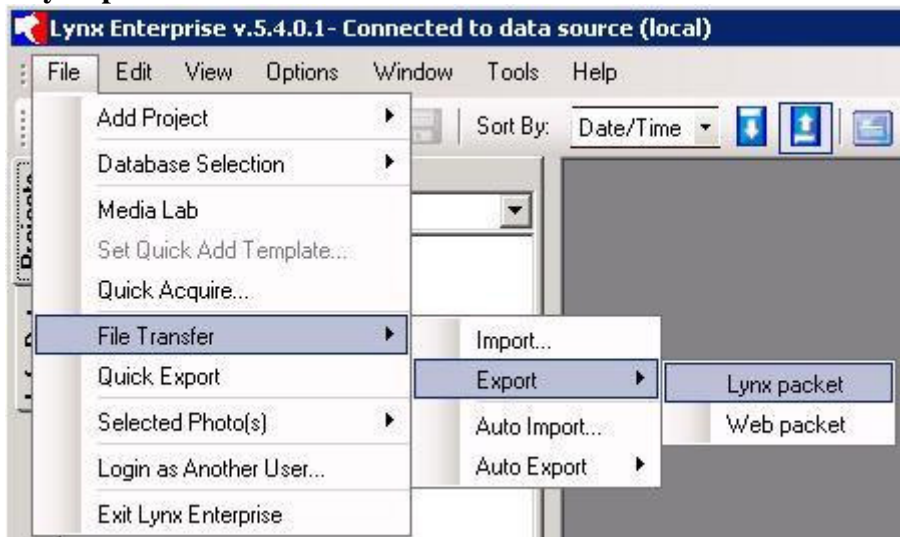 Lynx Enterprise v.5.4.0.1- Connected to data source (local)
File Edit View Options Window Tools Help
Sort By: Date/Time
Add Project
Database Selection
Media Lab
Set Quick Add Template...
Quick Acquire...
File Transfer
Quick Export
Selected Photo(s)
Login as Another User...
Exit Lynx Enterprise
Import...
Export
Auto Import...
Auto Export
Lynx packet
Web packet